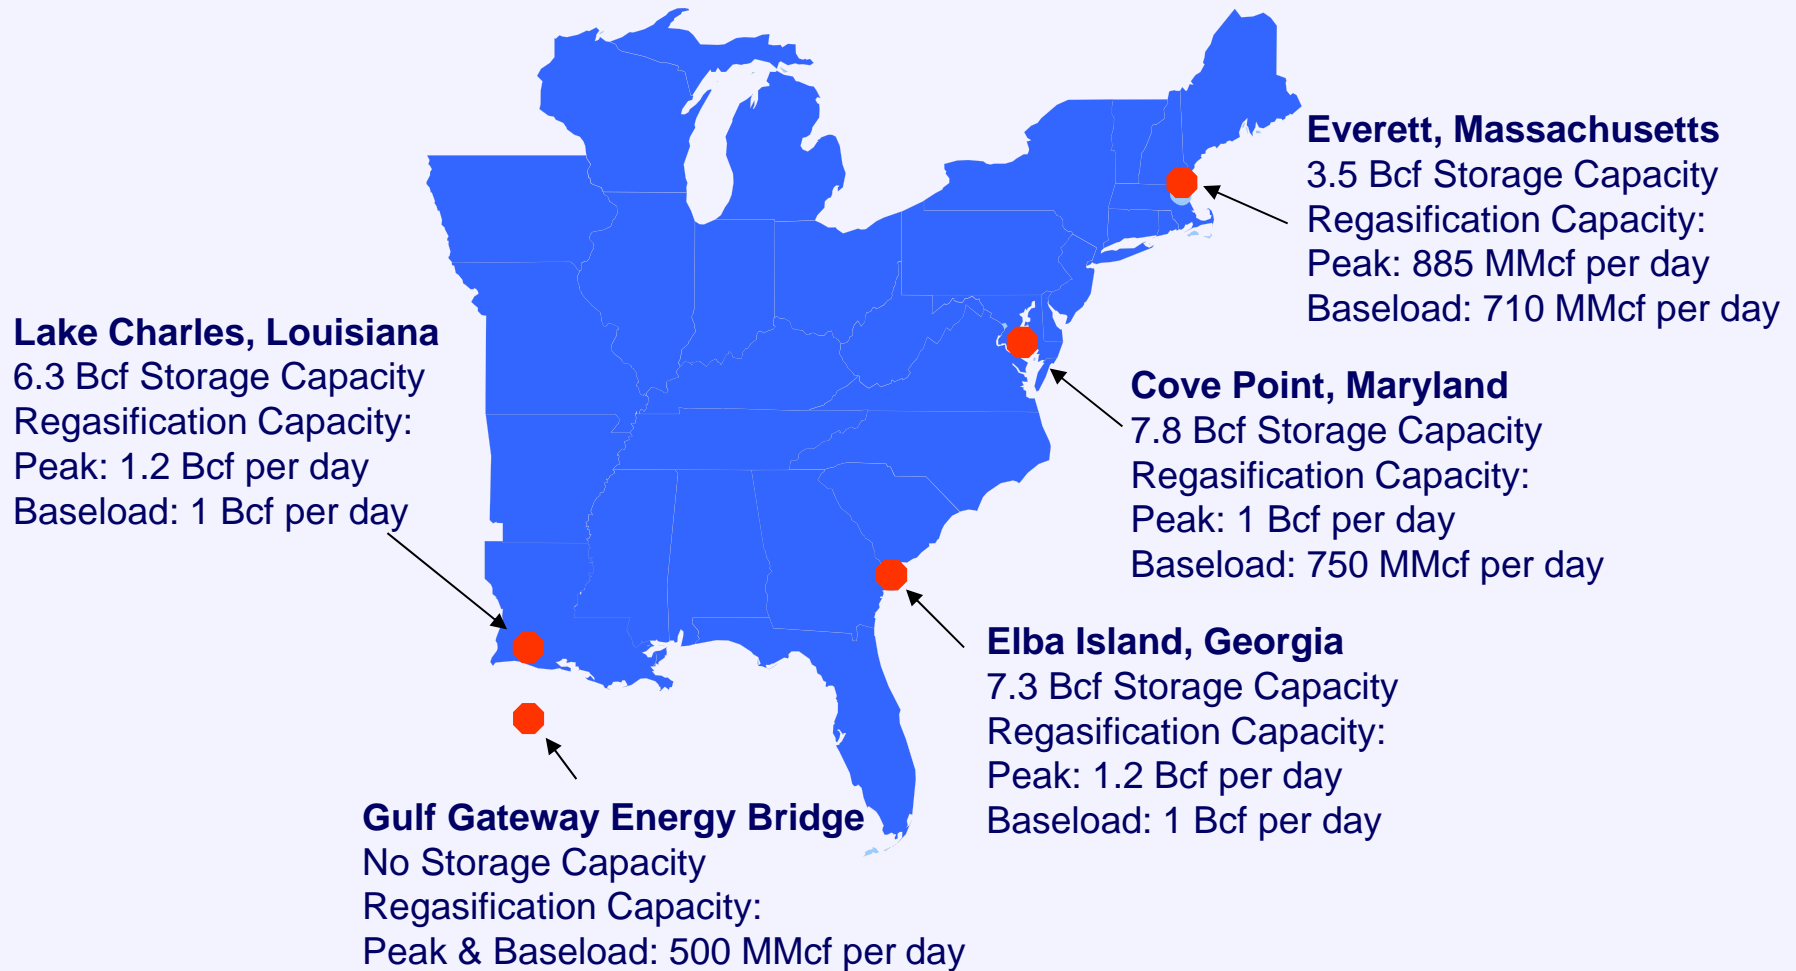 Everett, Massachusetts
3.5 Bcf Storage Capacity
Regasification Capacity:
Peak: 885 MMcf per day
Baseload: 710 MMcf per day
Lake Charles, Louisiana
6.3 Bcf Storage Capacity
Regasification Capacity:
Peak: 1.2 Bcf per day
Baseload: 1 Bcf per day
Cove Point, Maryland
7.8 Bcf Storage Capacity
Regasification Capacity:
Peak: 1 Bcf per day
Baseload: 750 MMcf per day
Elba Island, Georgia
7.3 Bcf Storage Capacity
Regasification Capacity:
Peak: 1.2 Bcf per day
Baseload: 1 Bcf per day
Gulf Gateway Energy Bridge
No Storage Capacity
Regasification Capacity:
Peak & Baseload: 500 MMcf per day